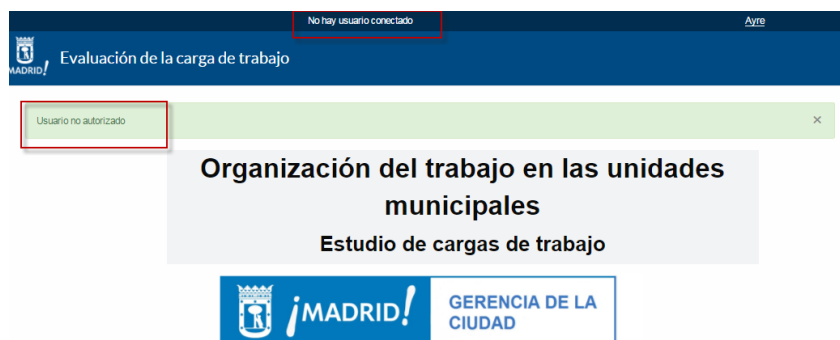 No hay usuario conectado
Ayre
¡MADRID!
Evaluación de la carga de trabajo
Usuario no autorizado
×
Organización del trabajo en las unidades
municipales
Estudio de cargas de trabajo
¡MADRID!
GERENCIA DE LA
CIUDAD